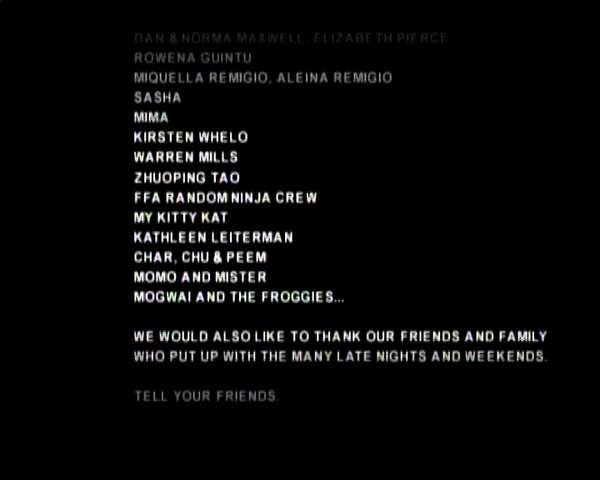 DAN & NORMA MAXWELL, ELIZABETH PIERCE
ROWENA GUINTU
MIQUELLA REMIGIO, ALEINA REMIGIO
SASHA
MIMA
KIRSTEN WHELO
WARREN MILLS
ZHUOPING TAO
FFA RANDOM NINJA CREW
MY KITTY KAT
KATHLEEN LEITERMAN
CHAR, CHU & PEEM
MOMO AND MISTER
MOGWAI AND THE FROGGIES...
WE WOULD ALSO LIKE TO THANK OUR FRIENDS AND FAMILY
WHO PUT UP WITH THE MANY LATE NIGHTS AND WEEKENDS.
TELL YOUR FRIENDS.